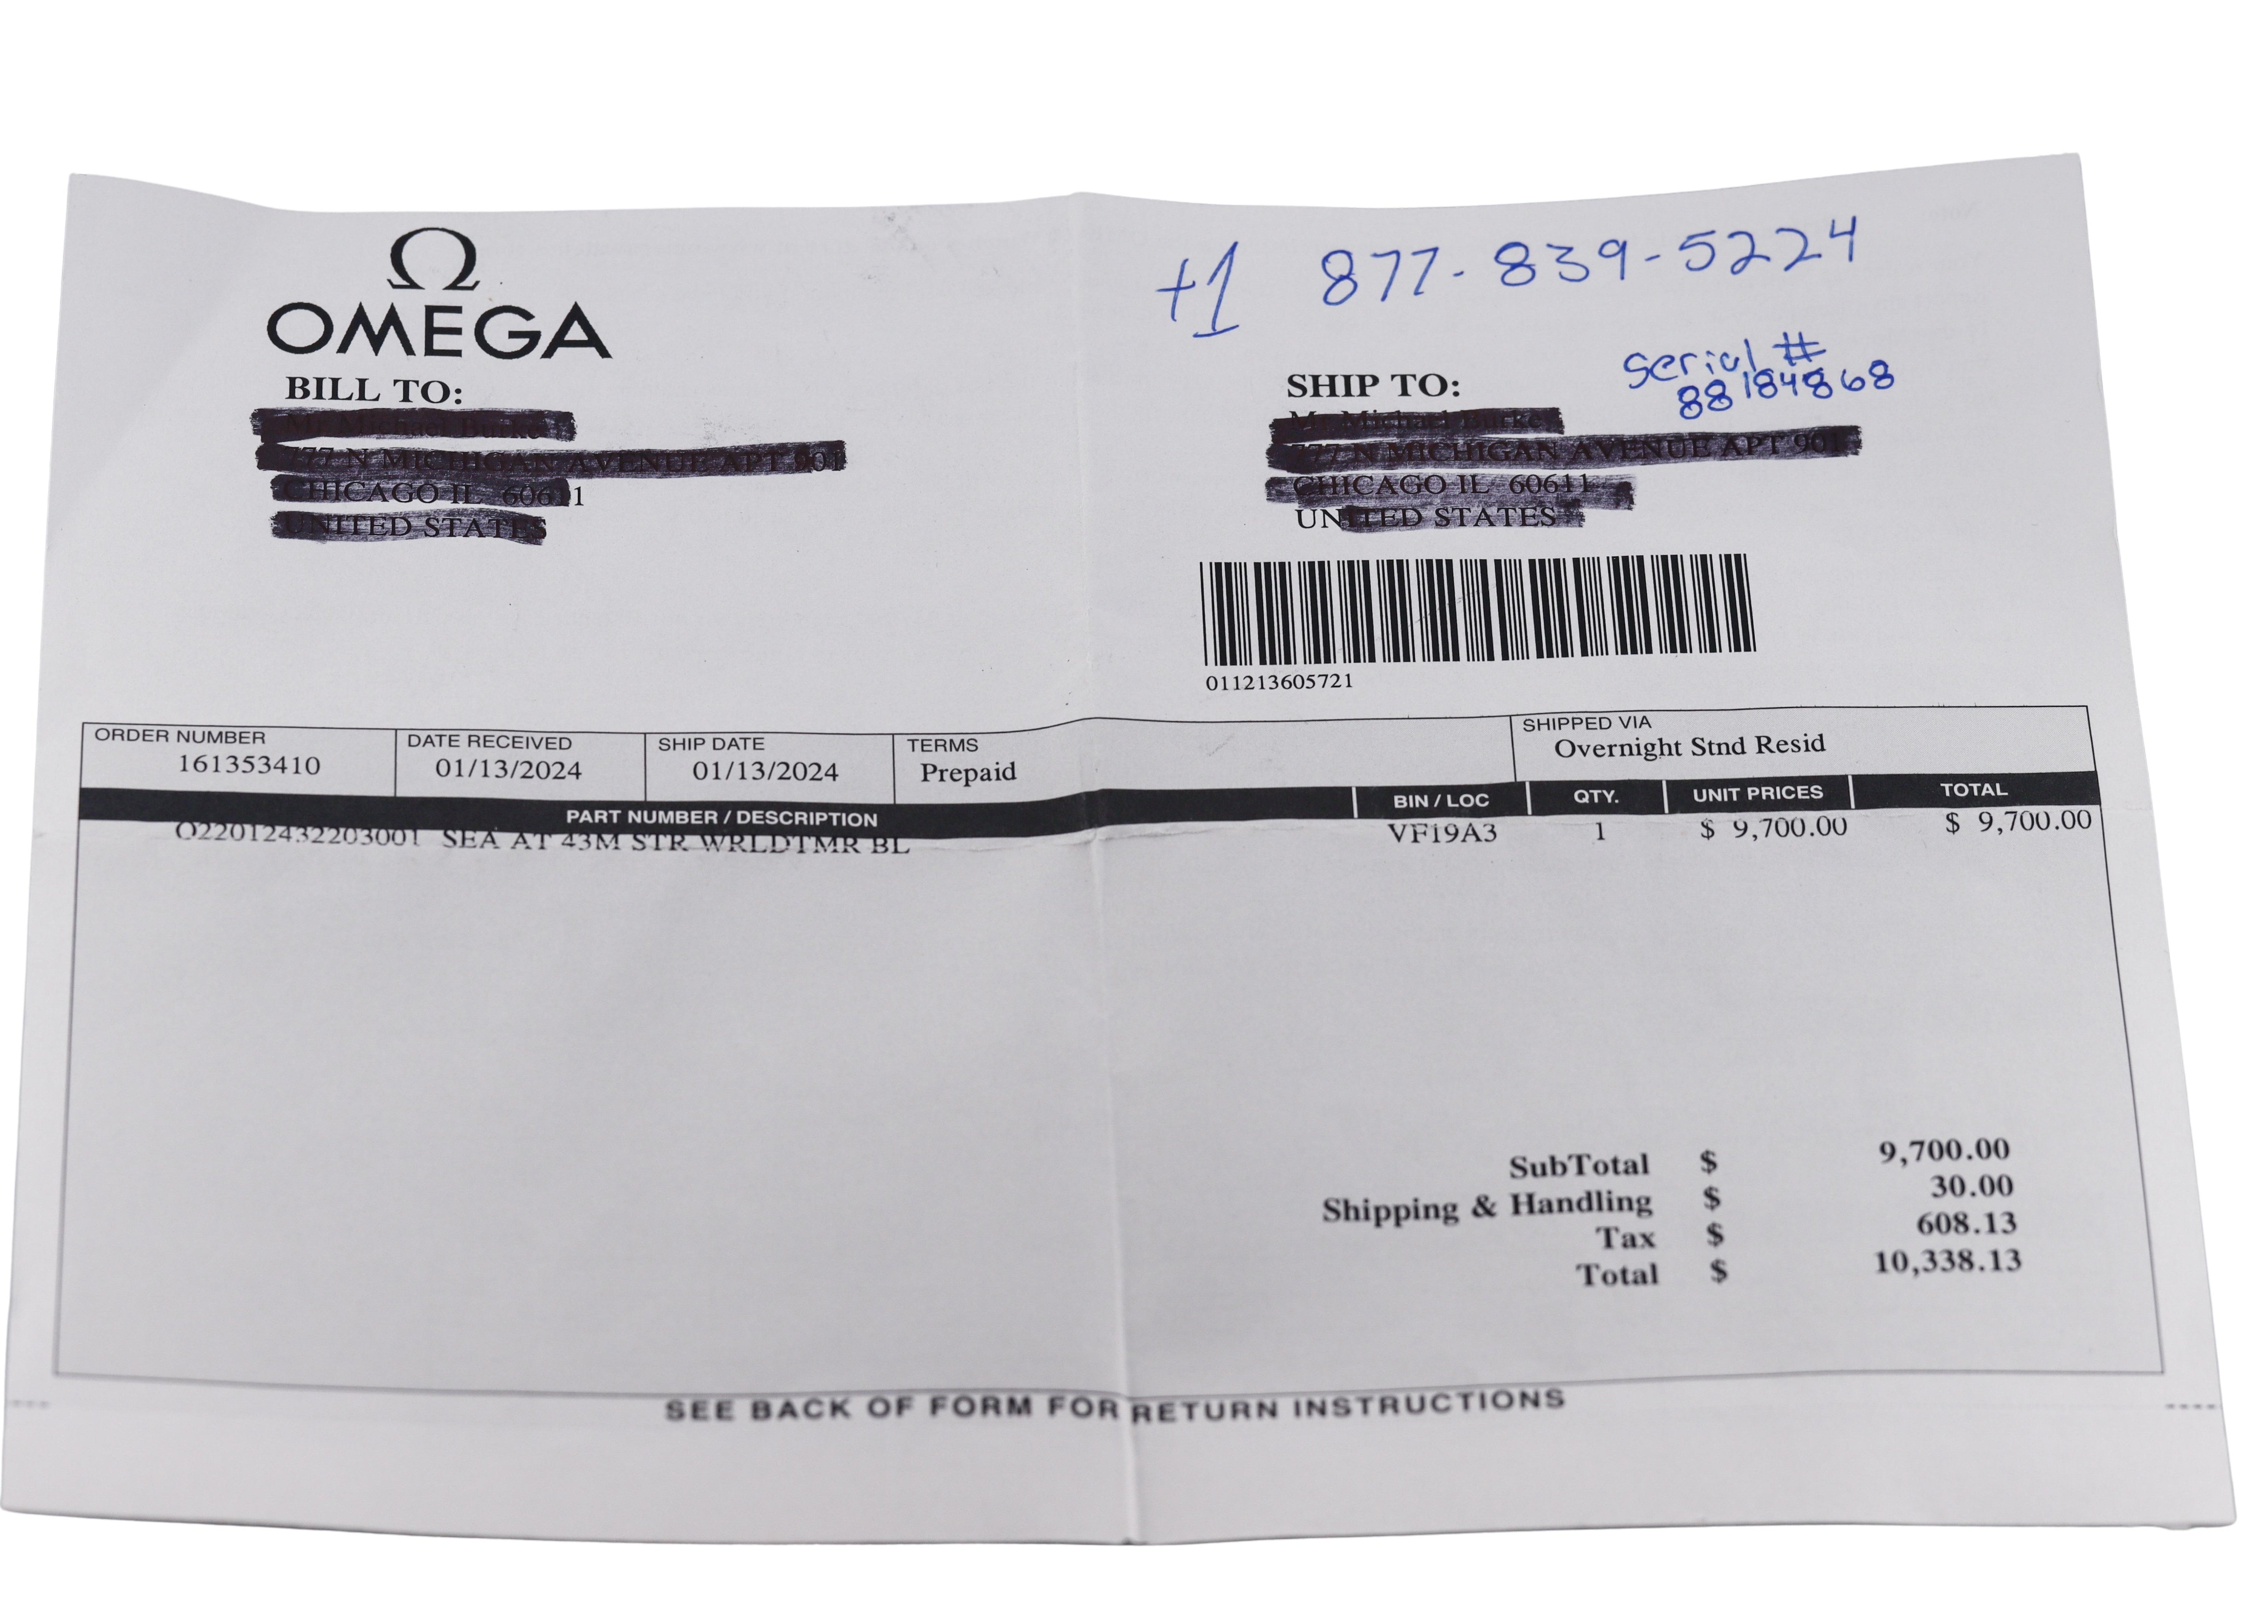 Ω
OMEGA
+1 877-839-5224
serial #
88184868
BILL TO:
SHIP TO:
011213605721
ORDER NUMBER DATE RECEIVED SHIP DATE TERMS SHIPPED VIA
161353410 01/13/2024 01/13/2024 Prepaid Overnight Stnd Resid
PART NUMBER / DESCRIPTION BIN / LOC QTY. UNIT PRICES TOTAL
O22012432203001 SEA AT 43M STR WRLDTMR BL VF19A3 1 $ 9,700.00 $ 9,700.00
SubTotal $ 9,700.00
Shipping & Handling $ 30.00
Tax $ 608.13
Total $ 10,338.13
SEE BACK OF FORM FOR RETURN INSTRUCTIONS